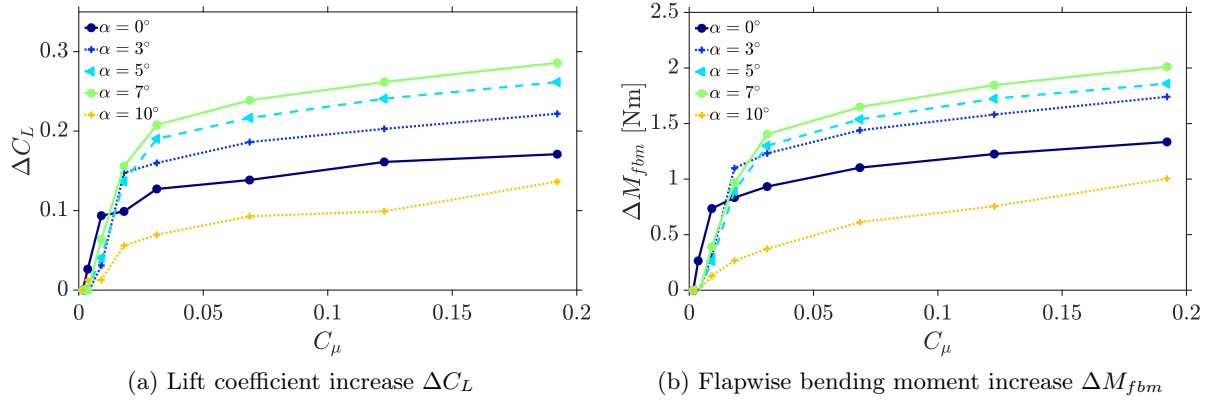 0.3
0.2
0.1
0
ΔC_L
α = 0°
α = 3°
α = 5°
α = 7°
α = 10°
0 0.05 0.1 0.15 0.2
C_μ
(a) Lift coefficient increase ΔC_L
2.5
2
1.5
1
0.5
0
ΔM_fbm [Nm]
α = 0°
α = 3°
α = 5°
α = 7°
α = 10°
0 0.05 0.1 0.15 0.2
C_μ
(b) Flapwise bending moment increase ΔM_fbm